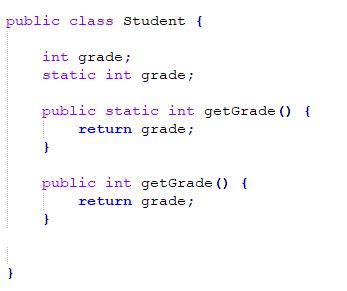 public class Student {
int grade;
static int grade;
public static int getGrade() {
return grade;
}
public int getGrade() {
return grade;
}
}